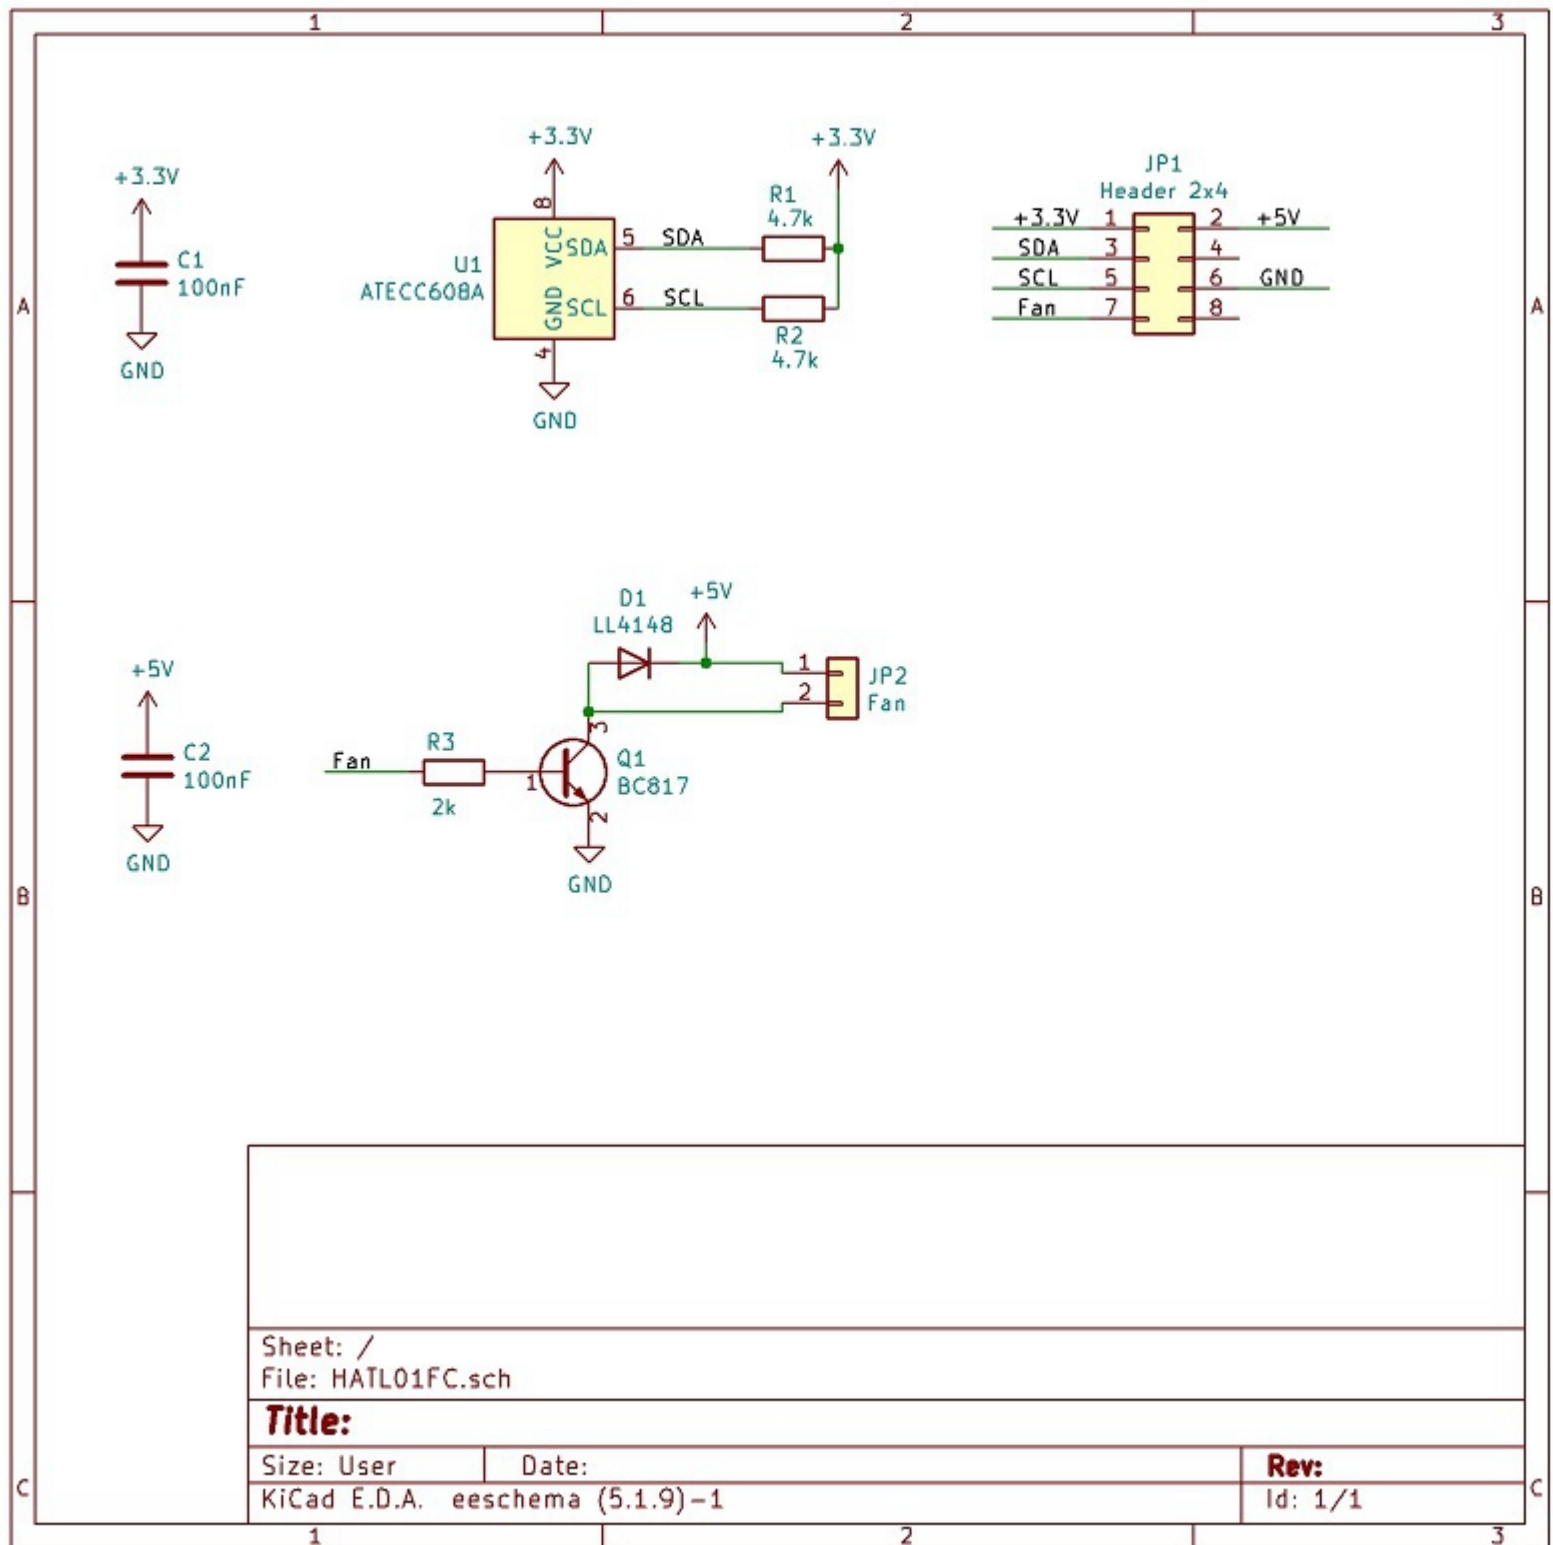 1 2 3
+3.3V
C1
100nF
GND
+3.3V
8
VCC
GND
SDA
SCL
U1
ATECC608A
5 SDA
6 SCL
4
GND
+3.3V
R1
4.7k
R2
4.7k
JP1
Header 2x4
+3.3V 1 2 +5V
SDA 3 4
SCL 5 6 GND
Fan 7 8
A A
+5V
C2
100nF
GND
D1
LL4148
+5V
1
2
JP2
Fan
Fan
R3
2k
1
3
2
Q1
BC817
GND
B B
Sheet: /
File: HATL01FC.sch
Title:
Size: User Date: Rev:
KiCad E.D.A. eeschema (5.1.9)-1 Id: 1/1
C C
1 2 3